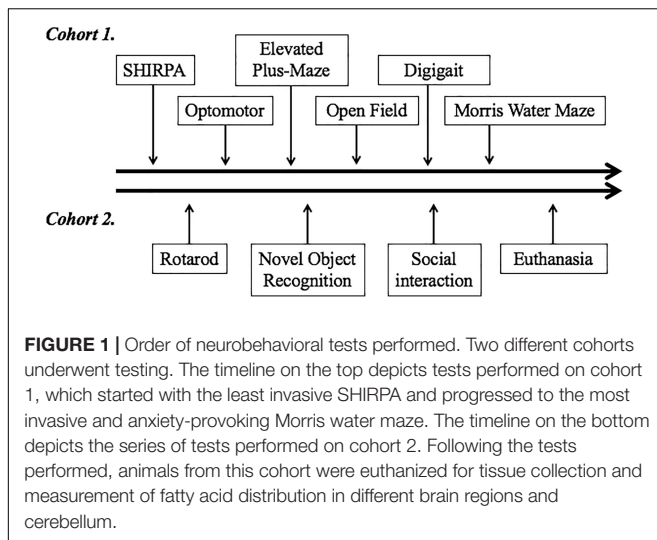 Cohort 1.
SHIRPA
Optomotor
Elevated
Plus-Maze
Open Field
Digigait
Morris Water Maze
Cohort 2.
Rotarod
Novel Object
Recognition
Social
interaction
Euthanasia
FIGURE 1 | Order of neurobehavioral tests performed. Two different cohorts
underwent testing. The timeline on the top depicts tests performed on cohort
1, which started with the least invasive SHIRPA and progressed to the most
invasive and anxiety-provoking Morris water maze. The timeline on the bottom
depicts the series of tests performed on cohort 2. Following the tests
performed, animals from this cohort were euthanized for tissue collection and
measurement of fatty acid distribution in different brain regions and
cerebellum.